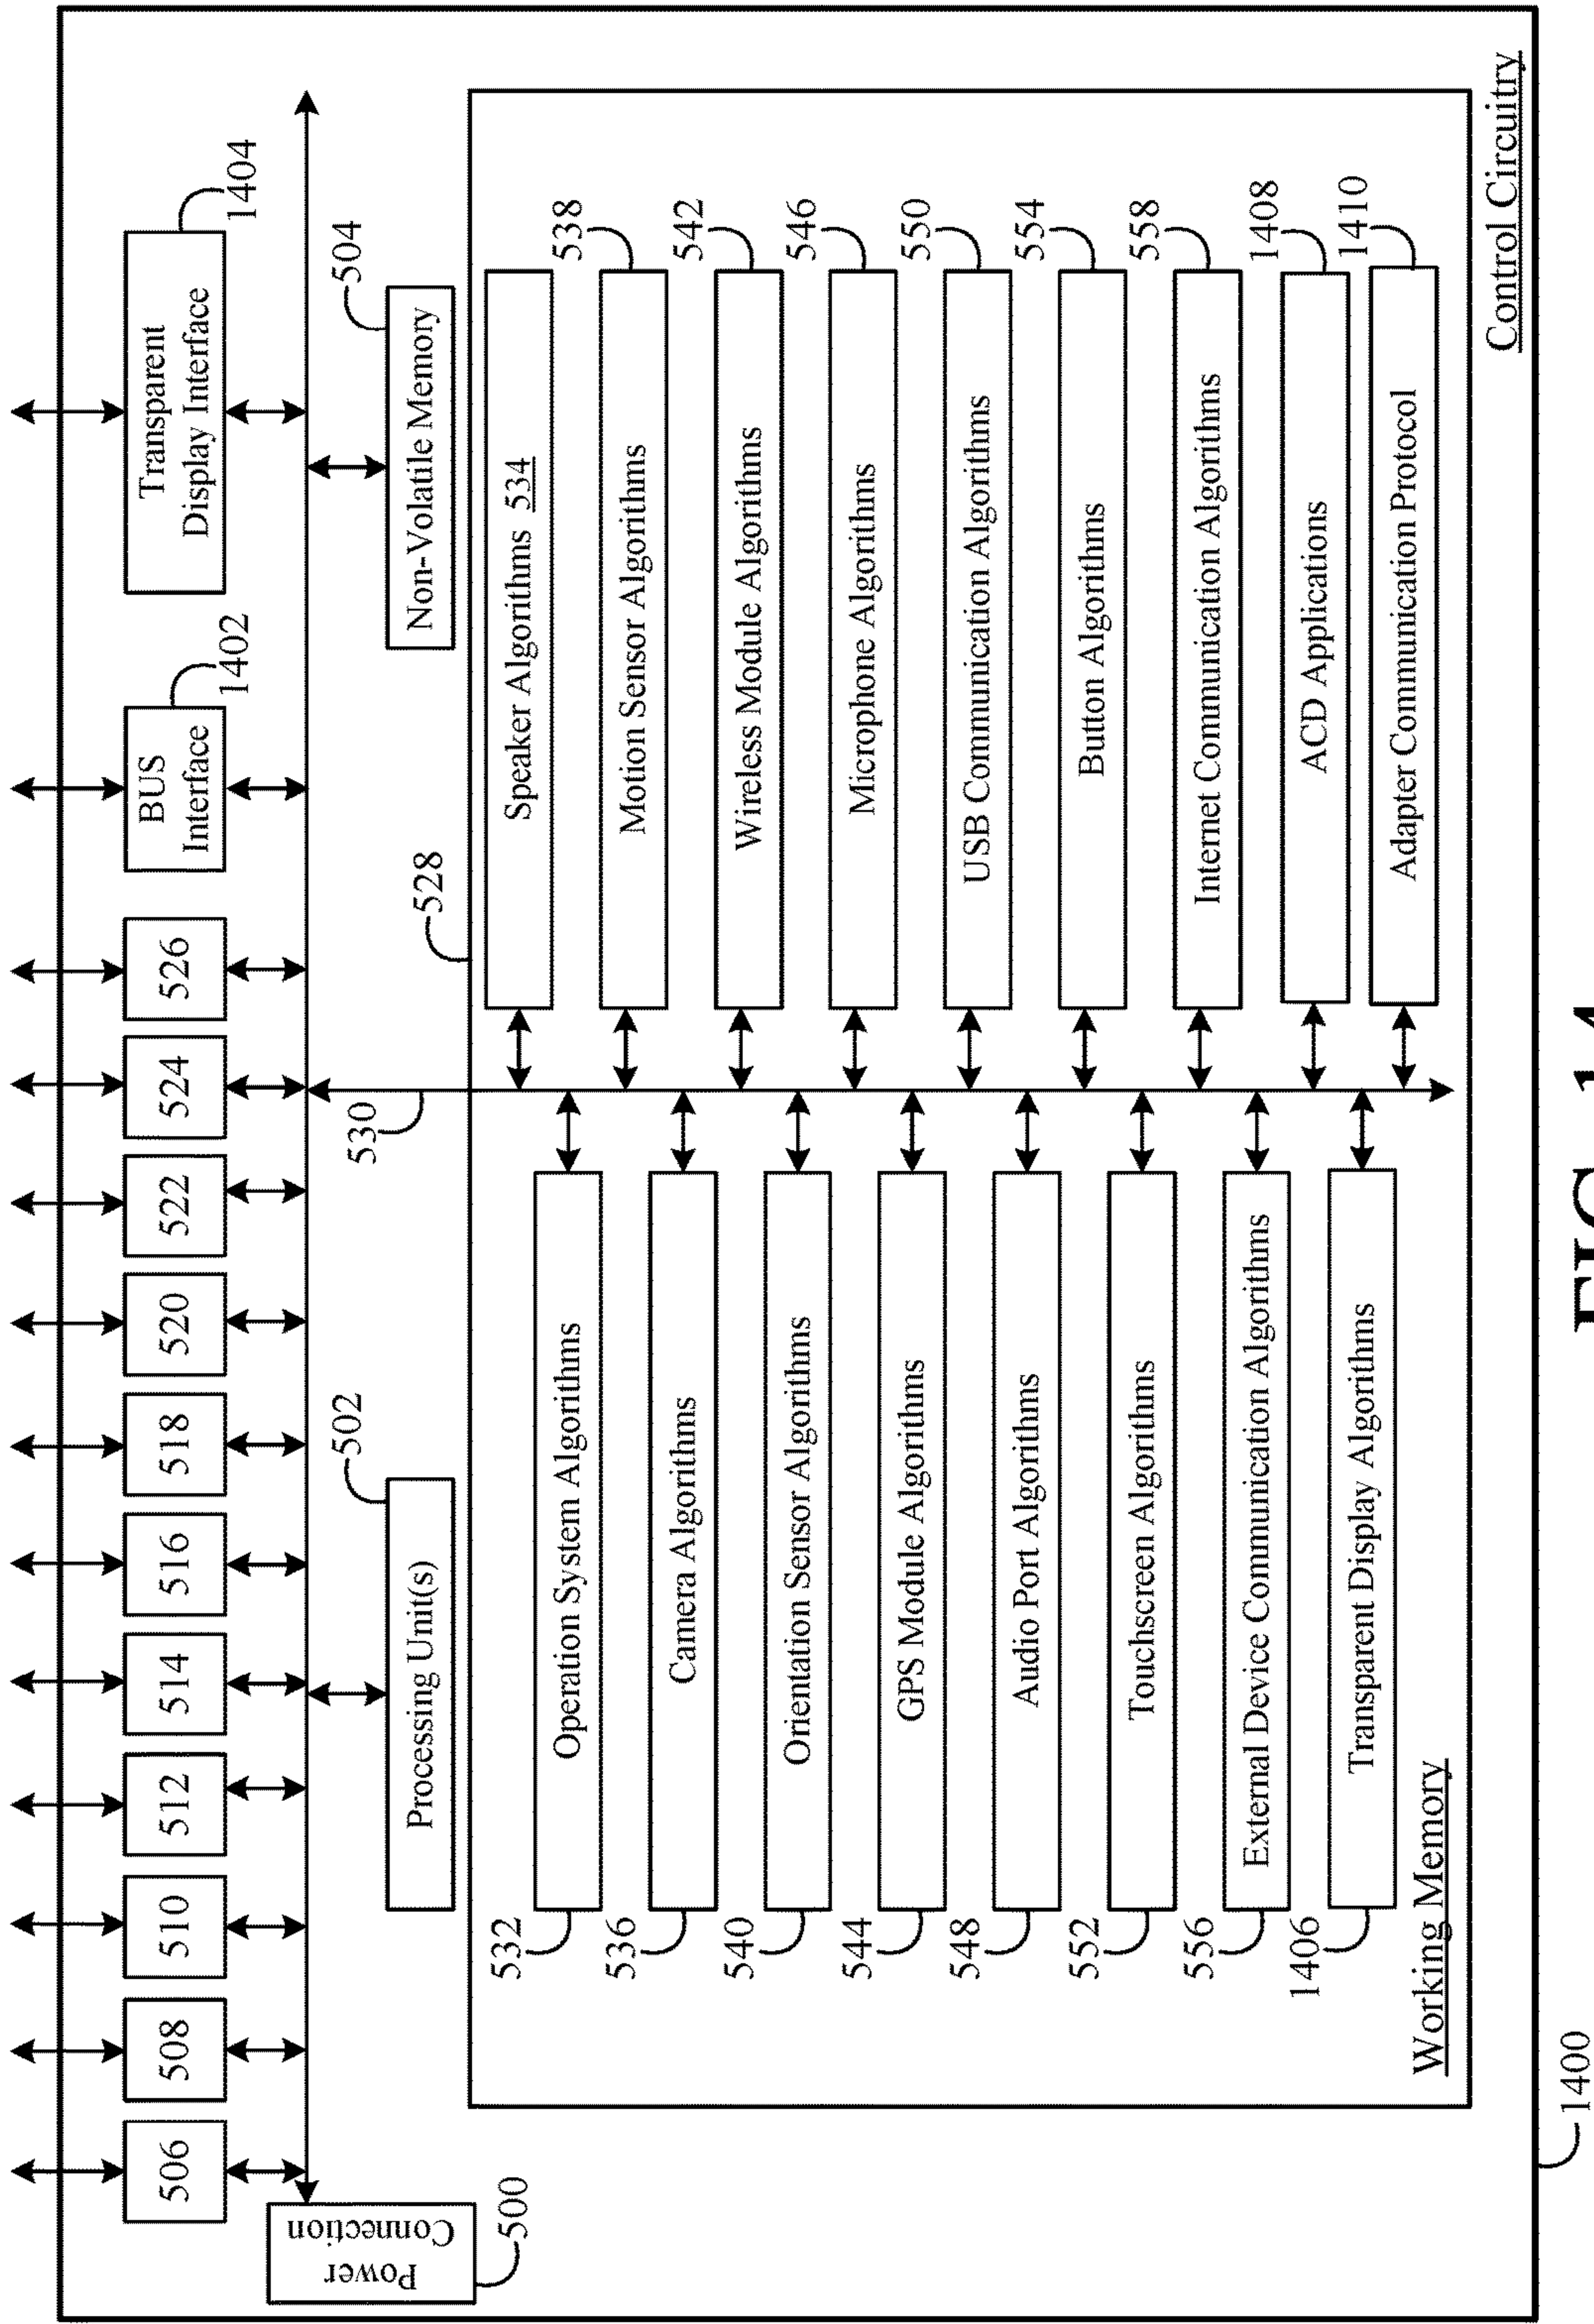 506
508
510
512
514
516
518
520
522
524
526
BUS
Interface
1402
Transparent
Display Interface
1404
Power
Connection
500
Processing Unit(s)
502
530
528
Non-Volatile Memory
504
532
Operation System Algorithms
Speaker Algorithms 534
536
Camera Algorithms
Motion Sensor Algorithms
538
540
Orientation Sensor Algorithms
Wireless Module Algorithms
542
544
GPS Module Algorithms
Microphone Algorithms
546
548
Audio Port Algorithms
USB Communication Algorithms
550
552
Touchscreen Algorithms
Button Algorithms
554
556
External Device Communication Algorithms
Internet Communication Algorithms
558
1406
Transparent Display Algorithms
ACD Applications
1408
Adapter Communication Protocol
1410
Working Memory
Control Circuitry
1400
FIG. 14